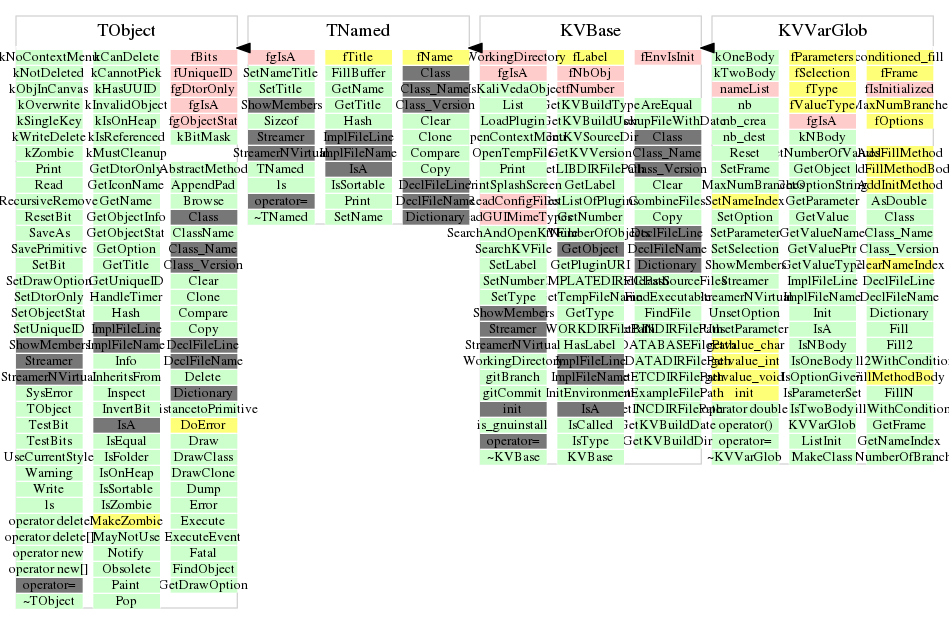 TObject
kNoContextMenu kCanDelete fBits
kNotDeleted kCannotPick fUniqueID
kObjInCanvas kHasUUID fgDtorOnly
kOverwrite kInvalidObject fgIsA
kSingleKey kIsOnHeap fgObjectStat
kWriteDelete kIsReferenced kBitMask
kZombie kMustCleanup
Print GetDtorOnly AbstractMethod
Read GetIconName AppendPad
RecursiveRemove GetName Browse
ResetBit GetObjectInfo Class
SaveAs GetObjectStat ClassName
SavePrimitive GetOption Class_Name
SetBit GetTitle Class_Version
SetDrawOption GetUniqueID Clear
SetDtorOnly HandleTimer Clone
SetObjectStat Hash Compare
SetUniqueID ImplFileLine Copy
ShowMembers ImplFileName DeclFileLine
Streamer Info DeclFileName
StreamerNVirtual InheritsFrom Delete
SysError Inspect Dictionary
TObject InvertBit DistancetoPrimitive
TestBit IsA DoError
TestBits IsEqual Draw
UseCurrentStyle IsFolder DrawClass
Warning IsOnHeap DrawClone
Write IsSortable Dump
ls IsZombie Error
operator delete MakeZombie Execute
operator delete[] MayNotUse ExecuteEvent
operator new Notify Fatal
operator new[] Obsolete FindObject
operator= Paint GetDrawOption
~TObject Pop
TNamed
fgIsA fTitle fName
SetNameTitle FillBuffer Class
SetTitle GetName Class_Name
ShowMembers GetTitle Class_Version
Sizeof Hash Clear
Streamer ImplFileLine Clone
StreamerNVirtual ImplFileName Compare
TNamed IsA Copy
ls IsSortable DeclFileLine
operator= Print DeclFileName
~TNamed SetName Dictionary
KVBase
WorkingDirectory fLabel fEnvIsInit
fgIsA fNbObj
IsKaliVedaObject fNumber
List GetKVBuildType AreEqual
LoadPlugin GetKVBuildUser BackupFileWithDate
OpenContextMenu GetKVSourceDir Class
OpenTempFile GetKVVersion Class_Name
Print GetLIBDIRFilePath Class_Version
PrintSplashScreen GetLabel Clear
ReadConfigFiles GetListOfPlugins CombineFiles
ReadGUIMimeTypes GetNumber Copy
SearchAndOpenKVFile GetNumberOfObjects DeclFileLine
SearchKVFile GetObject DeclFileName
SetLabel GetPluginURI Dictionary
SetNumber
SetType GetTempFileName FindExecutable
ShowMembers GetType FindFile
Streamer
StreamerNVirtual HasLabel GetDATABASEFilePath
WorkingDirectory ImplFileLine GetDATADIRFilePath
gitBranch ImplFileName GetETCDIRFilePath
gitCommit InitEnvironment GetExampleFilePath
init IsA GetINCDIRFilePath
is_gnuinstall IsCalled GetKVBuildDate
operator= IsType GetKVBuildDir
~KVBase KVBase
KVVarGlob
kOneBody fParameters conditioned_fill
kTwoBody fSelection fFrame
nameList fType fIsInitialized
nb fValueType fMaxNumBranches
nb_crea fgIsA fOptions
nb_dest kNBody
Reset GetNumberOfValues AddFillMethod
SetFrame GetObject AddFillMethodBody
MaxNumBranches GetOptionString AddInitMethod
SetNameIndex GetParameter AsDouble
SetOption GetValue Class
SetParameter GetValueName Class_Name
SetSelection GetValuePtr Class_Version
ShowMembers GetValueType ClearNameIndex
Streamer ImplFileLine DeclFileLine
StreamerNVirtual ImplFileName DeclFileName
UnsetOption Init Dictionary
UnsetParameter IsA Fill
getvalue_char IsNBody Fill2
getvalue_int IsOneBody Fill2WithCondition
getvalue_void IsOptionGiven FillMethodBody
init IsParameterSet FillN
operator double IsTwoBody FillWithCondition
operator() KVVarGlob GetFrame
operator= ListInit GetNameIndex
~KVVarGlob MakeClass GetNumberOfBranches